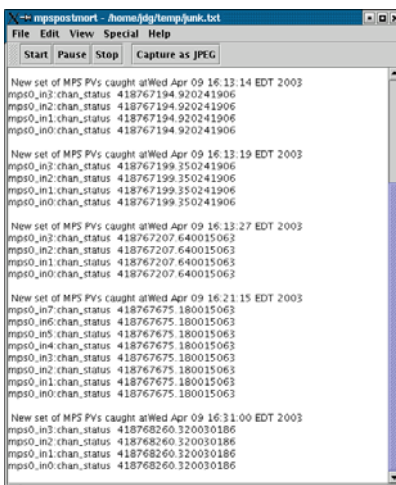 mpspostmort - /home/jdg/temp/junk.txt
File Edit View Special Help
Start Pause Stop Capture as JPEG
New set of MPS PVs caught atWed Apr 09 16:13:14 EDT 2003
mps0_in3:chan_status 418767194.920241906
mps0_in2:chan_status 418767194.920241906
mps0_in1:chan_status 418767194.920241906
mps0_in0:chan_status 418767194.920241906
New set of MPS PVs caught atWed Apr 09 16:13:19 EDT 2003
mps0_in3:chan_status 418767199.350241906
mps0_in2:chan_status 418767199.350241906
mps0_in1:chan_status 418767199.350241906
mps0_in0:chan_status 418767199.350241906
New set of MPS PVs caught atWed Apr 09 16:13:27 EDT 2003
mps0_in3:chan_status 418767207.640015063
mps0_in2:chan_status 418767207.640015063
mps0_in1:chan_status 418767207.640015063
mps0_in0:chan_status 418767207.640015063
New set of MPS PVs caught atWed Apr 09 16:21:15 EDT 2003
mps0_in7:chan_status 418767675.180015063
mps0_in6:chan_status 418767675.180015063
mps0_in5:chan_status 418767675.180015063
mps0_in4:chan_status 418767675.180015063
mps0_in3:chan_status 418767675.180015063
mps0_in2:chan_status 418767675.180015063
mps0_in1:chan_status 418767675.180015063
mps0_in0:chan_status 418767675.180015063
New set of MPS PVs caught atWed Apr 09 16:31:00 EDT 2003
mps0_in3:chan_status 418768260.320030186
mps0_in2:chan_status 418768260.320030186
mps0_in1:chan_status 418768260.320030186
mps0_in0:chan_status 418768260.320030186